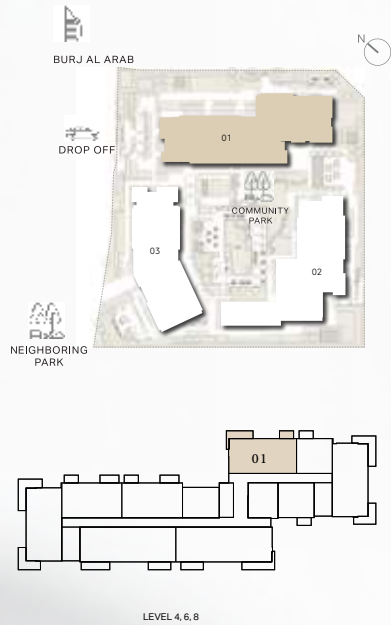 BURJ AL ARAB
N
DROP OFF
01
COMMUNITY
PARK
03
02
NEIGHBORING
PARK
01
LEVEL 4, 6, 8